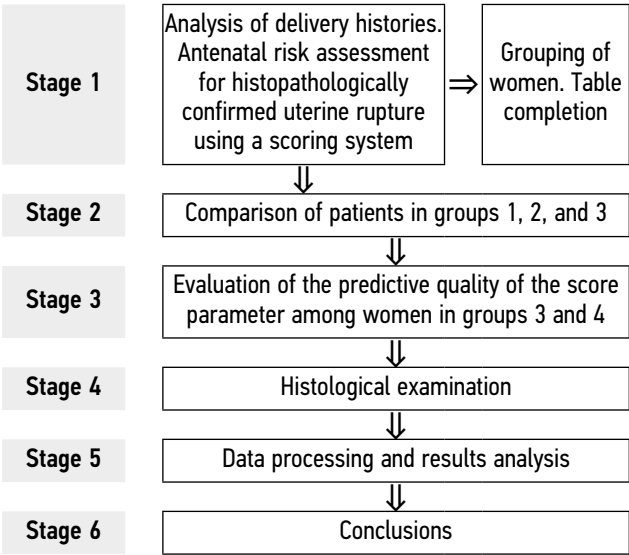 Stage 1
Analysis of delivery histories.
Antenatal risk assessment
for histopathologically
confirmed uterine rupture
using a scoring system
⇒
Grouping of
women. Table
completion
⇓
Stage 2
Comparison of patients in groups 1, 2, and 3
⇓
Stage 3
Evaluation of the predictive quality of the score
parameter among women in groups 3 and 4
⇓
Stage 4
Histological examination
⇓
Stage 5
Data processing and results analysis
⇓
Stage 6
Conclusions